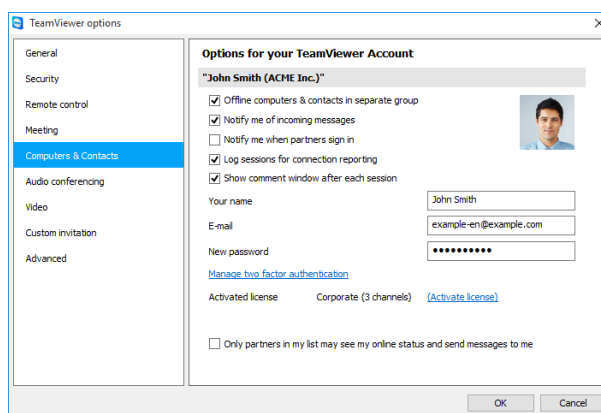 TeamViewer options
General
Security
Remote control
Meeting
Computers & Contacts
Audio conferencing
Video
Custom invitation
Advanced
Options for your TeamViewer Account
"John Smith (ACME Inc.)"
Offline computers & contacts in separate group
Notify me of incoming messages
Notify me when partners sign in
Log sessions for connection reporting
Show comment window after each session
Your name John Smith
E-mail example-en@example.com
New password ••••••••••
Manage two factor authentication
Activated license Corporate (3 channels) (Activate license)
Only partners in my list may see my online status and send messages to me
OK Cancel